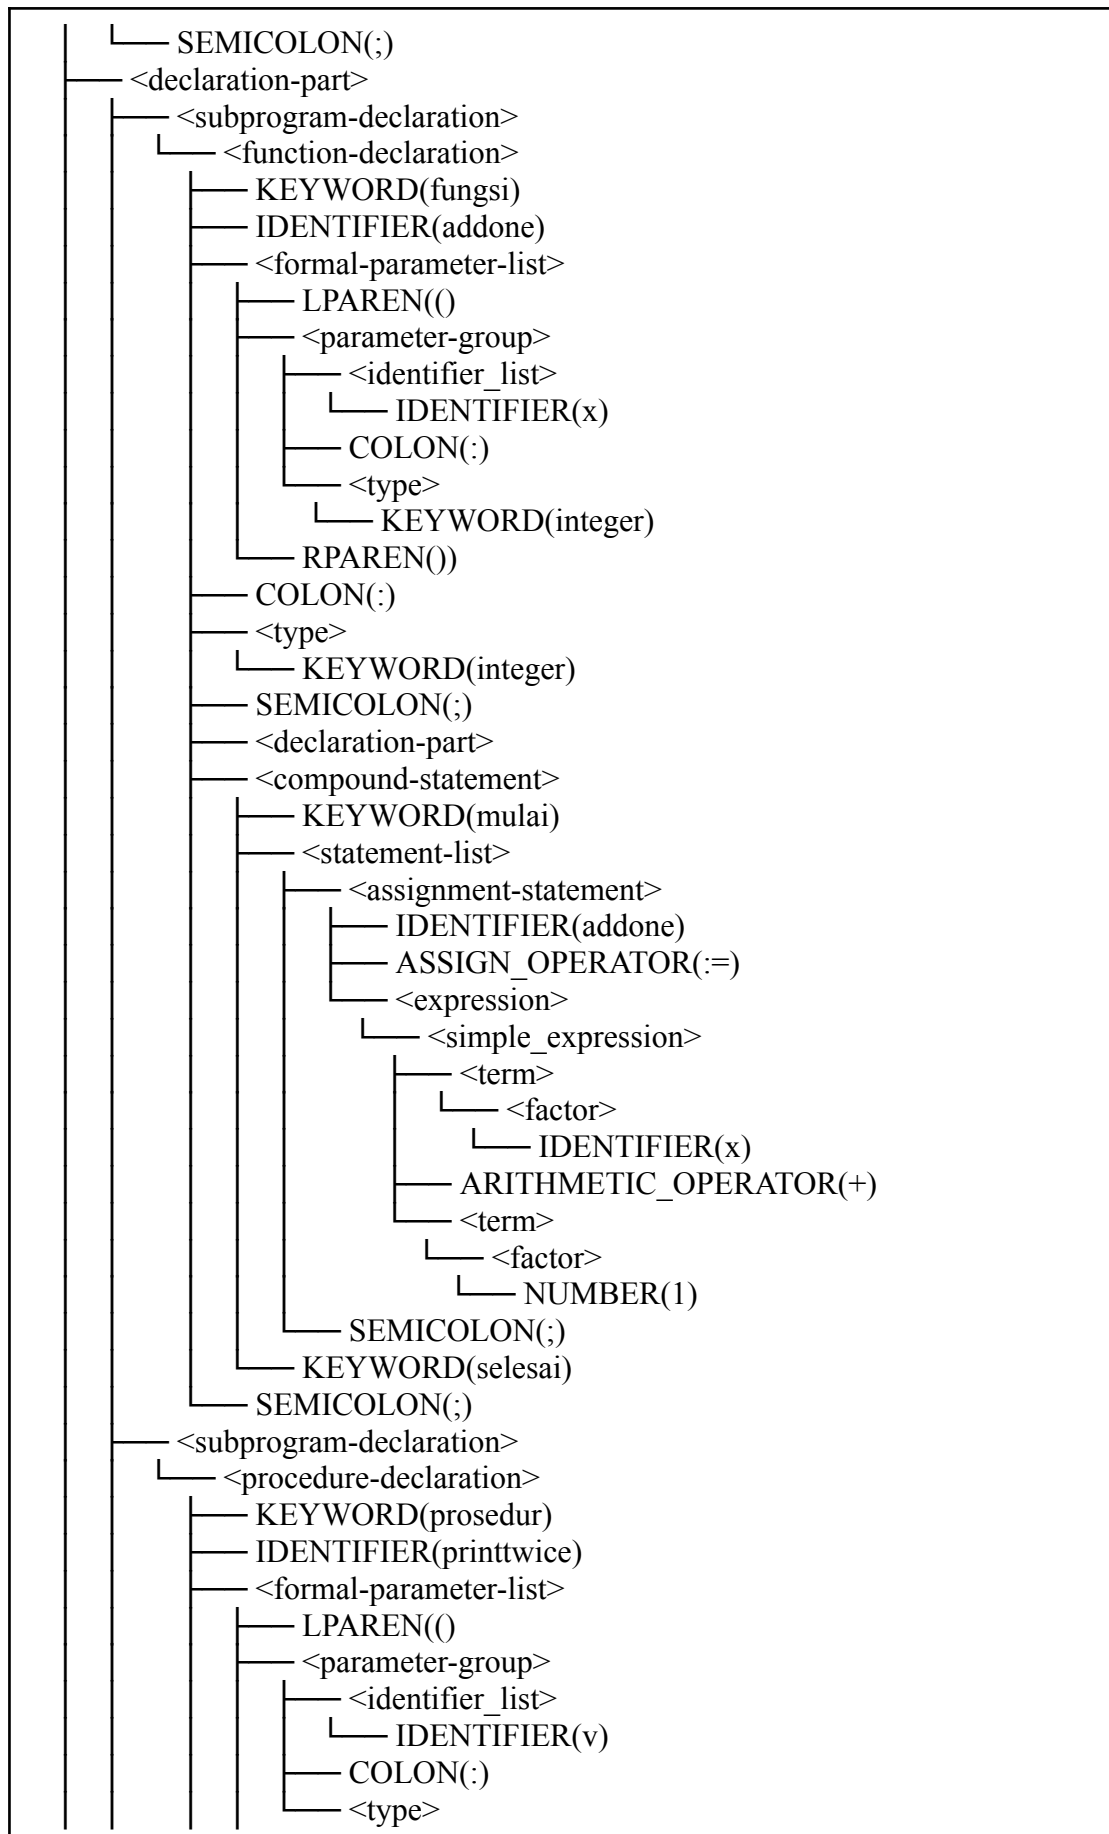 SEMICOLON(;)
<declaration-part>
<subprogram-declaration>
<function-declaration>
KEYWORD(fungsi)
IDENTIFIER(addone)
<formal-parameter-list>
LPAREN(()
<parameter-group>
<identifier_list>
IDENTIFIER(x)
COLON(:)
<type>
KEYWORD(integer)
RPAREN())
COLON(:)
<type>
KEYWORD(integer)
SEMICOLON(;)
<declaration-part>
<compound-statement>
KEYWORD(mulai)
<statement-list>
<assignment-statement>
IDENTIFIER(addone)
ASSIGN_OPERATOR(:=)
<expression>
<simple_expression>
<term>
<factor>
IDENTIFIER(x)
ARITHMETIC_OPERATOR(+)
<term>
<factor>
NUMBER(1)
SEMICOLON(;)
KEYWORD(selesai)
SEMICOLON(;)
<subprogram-declaration>
<procedure-declaration>
KEYWORD(prosedur)
IDENTIFIER(printtwice)
<formal-parameter-list>
LPAREN(()
<parameter-group>
<identifier_list>
IDENTIFIER(v)
COLON(:)
<type>